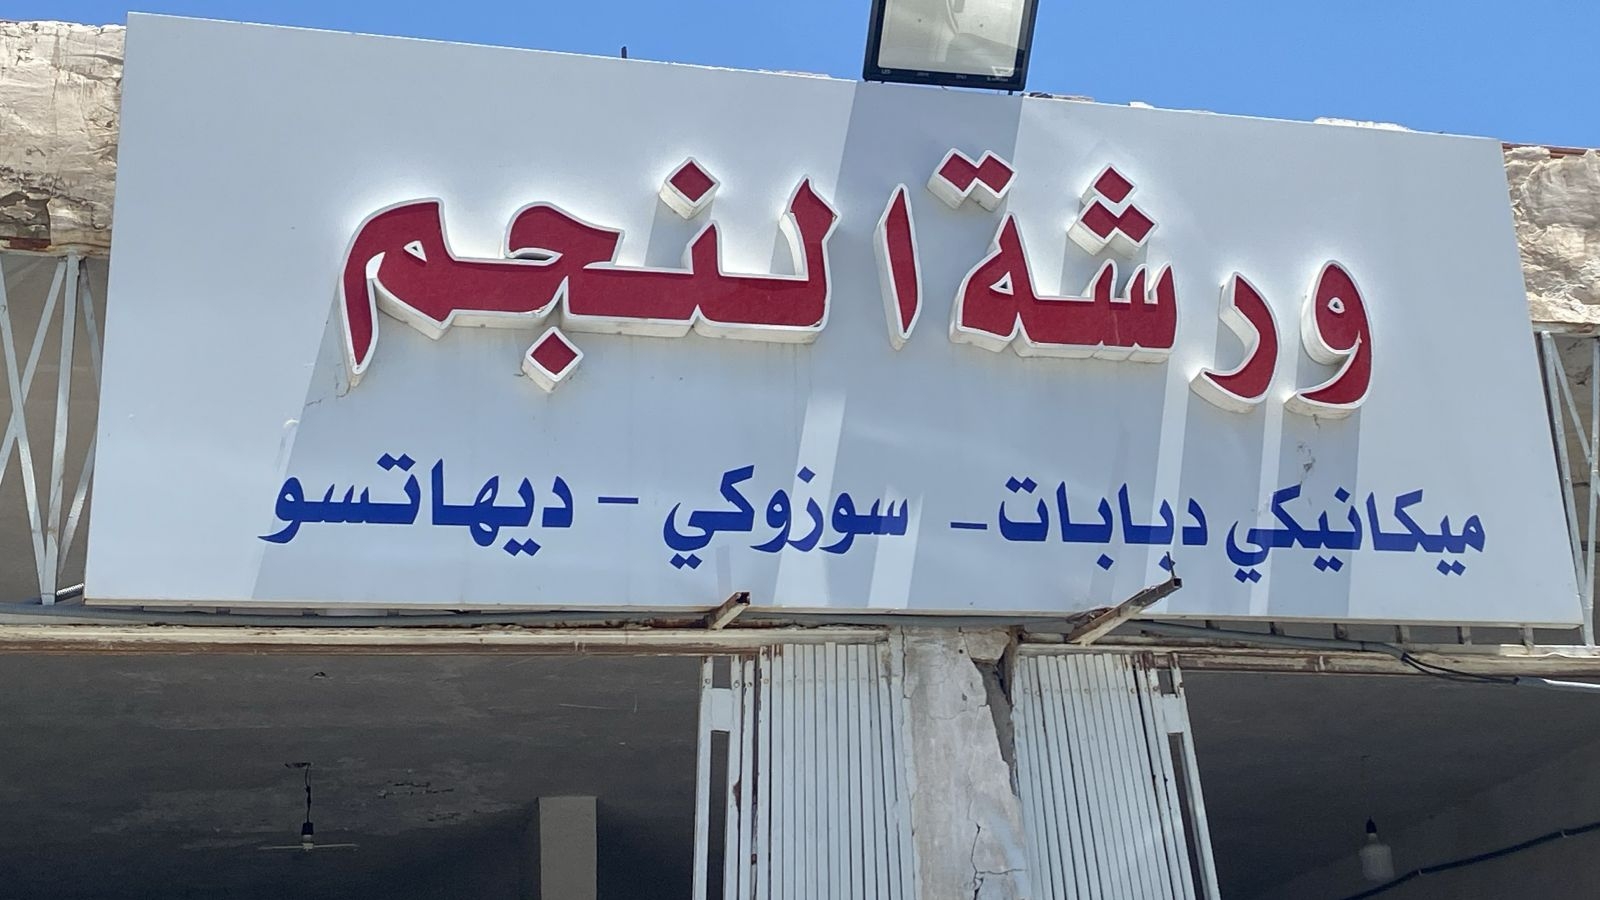 ورشة النجم
ميكانيكي دبابات - سوزوكي - ديهاتسو